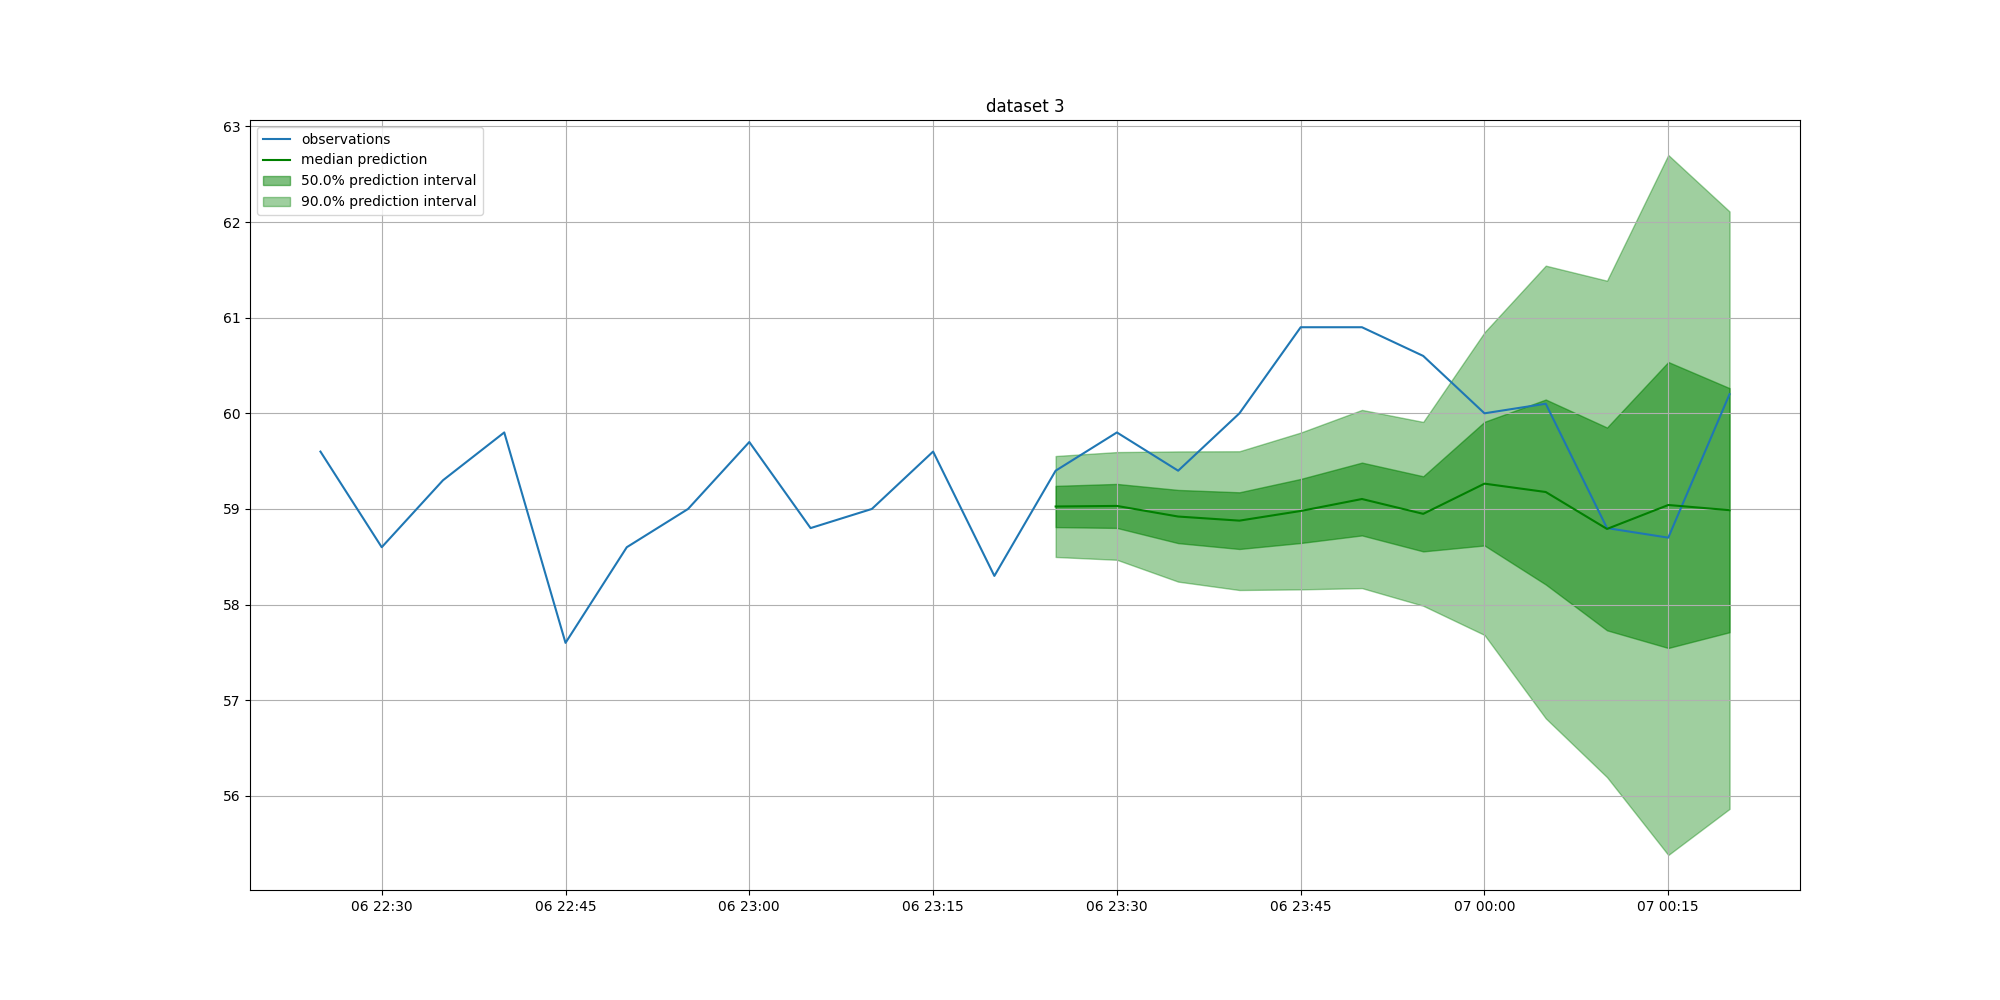 dataset 3
63
observations
median prediction
50.0% prediction interval
90.0% prediction interval
62
61
60
59
58
57
56
06 22:30 06 22:45 06 23:00 06 23:15 06 23:30 06 23:45 07 00:00 07 00:15